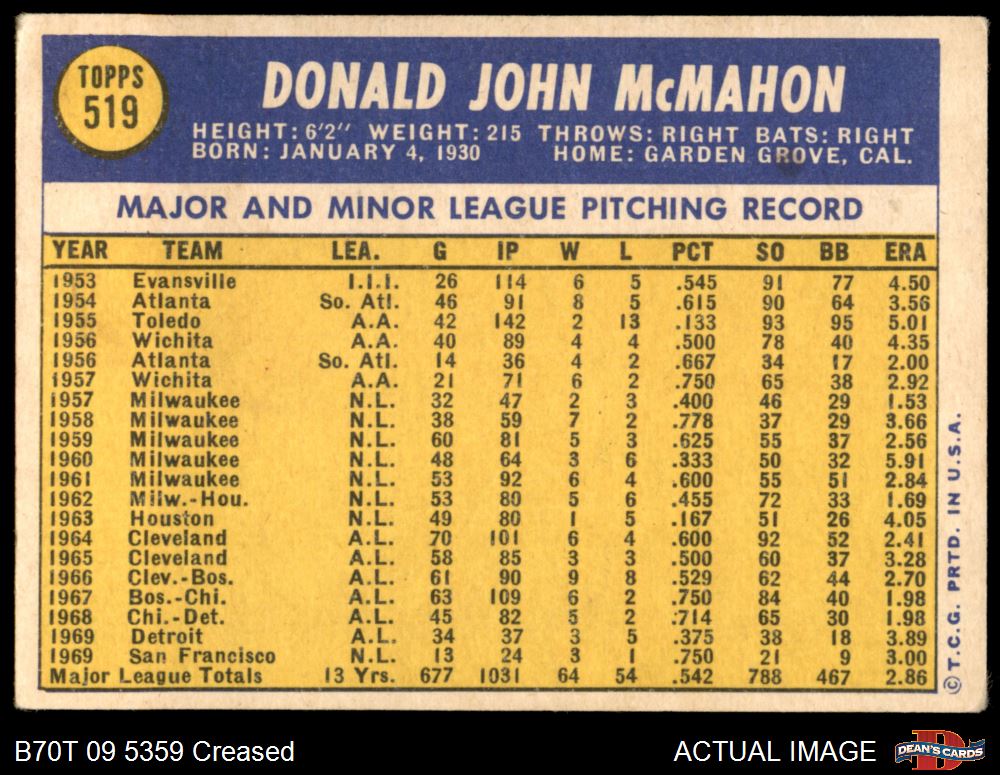 TOPPS
519
DONALD JOHN McMAHON
HEIGHT: 6'2" WEIGHT: 215 THROWS: RIGHT BATS: RIGHT
BORN: JANUARY 4, 1930 HOME: GARDEN GROVE, CAL.
MAJOR AND MINOR LEAGUE PITCHING RECORD
YEAR TEAM LEA. G IP W L PCT SO BB ERA
1953 Evansville I.I.I. 26 114 6 5 .545 91 77 4.50
1954 Atlanta So. Atl. 46 91 8 5 .615 90 64 3.56
1955 Toledo A.A. 42 142 2 13 .133 93 95 5.01
1956 Wichita A.A. 40 89 4 4 .500 78 40 4.35
1956 Atlanta So. Atl. 14 36 4 2 .667 34 17 2.00
1957 Wichita A.A. 21 71 6 2 .750 65 38 2.92
1957 Milwaukee N.L. 32 47 2 3 .400 46 29 1.53
1958 Milwaukee N.L. 38 59 7 2 .778 37 29 3.66
1959 Milwaukee N.L. 60 81 5 3 .625 55 37 2.56
1960 Milwaukee N.L. 48 64 3 6 .333 50 32 5.91
1961 Milwaukee N.L. 53 92 6 4 .600 55 51 2.84
1962 Milw.-Hou. N.L. 53 80 5 6 .455 72 33 1.69
1963 Houston N.L. 49 80 1 5 .167 51 26 4.05
1964 Cleveland A.L. 70 101 6 4 .600 92 52 2.41
1965 Cleveland A.L. 58 85 3 3 .500 60 37 3.28
1966 Clev.-Bos. A.L. 61 90 9 8 .529 62 44 2.70
1967 Bos.-Chi. A.L. 63 109 6 2 .750 84 40 1.98
1968 Chi.-Det. A.L. 45 82 5 2 .714 65 30 1.98
1969 Detroit A.L. 34 37 3 5 .375 38 18 3.89
1969 San Francisco N.L. 13 24 3 1 .750 21 9 3.00
Major League Totals 13 Yrs. 677 1031 64 54 .542 788 467 2.86
©T.C.G. PRTD. IN U.S.A.
B70T 09 5359 Creased
ACTUAL IMAGE
DEAN'S CARDS